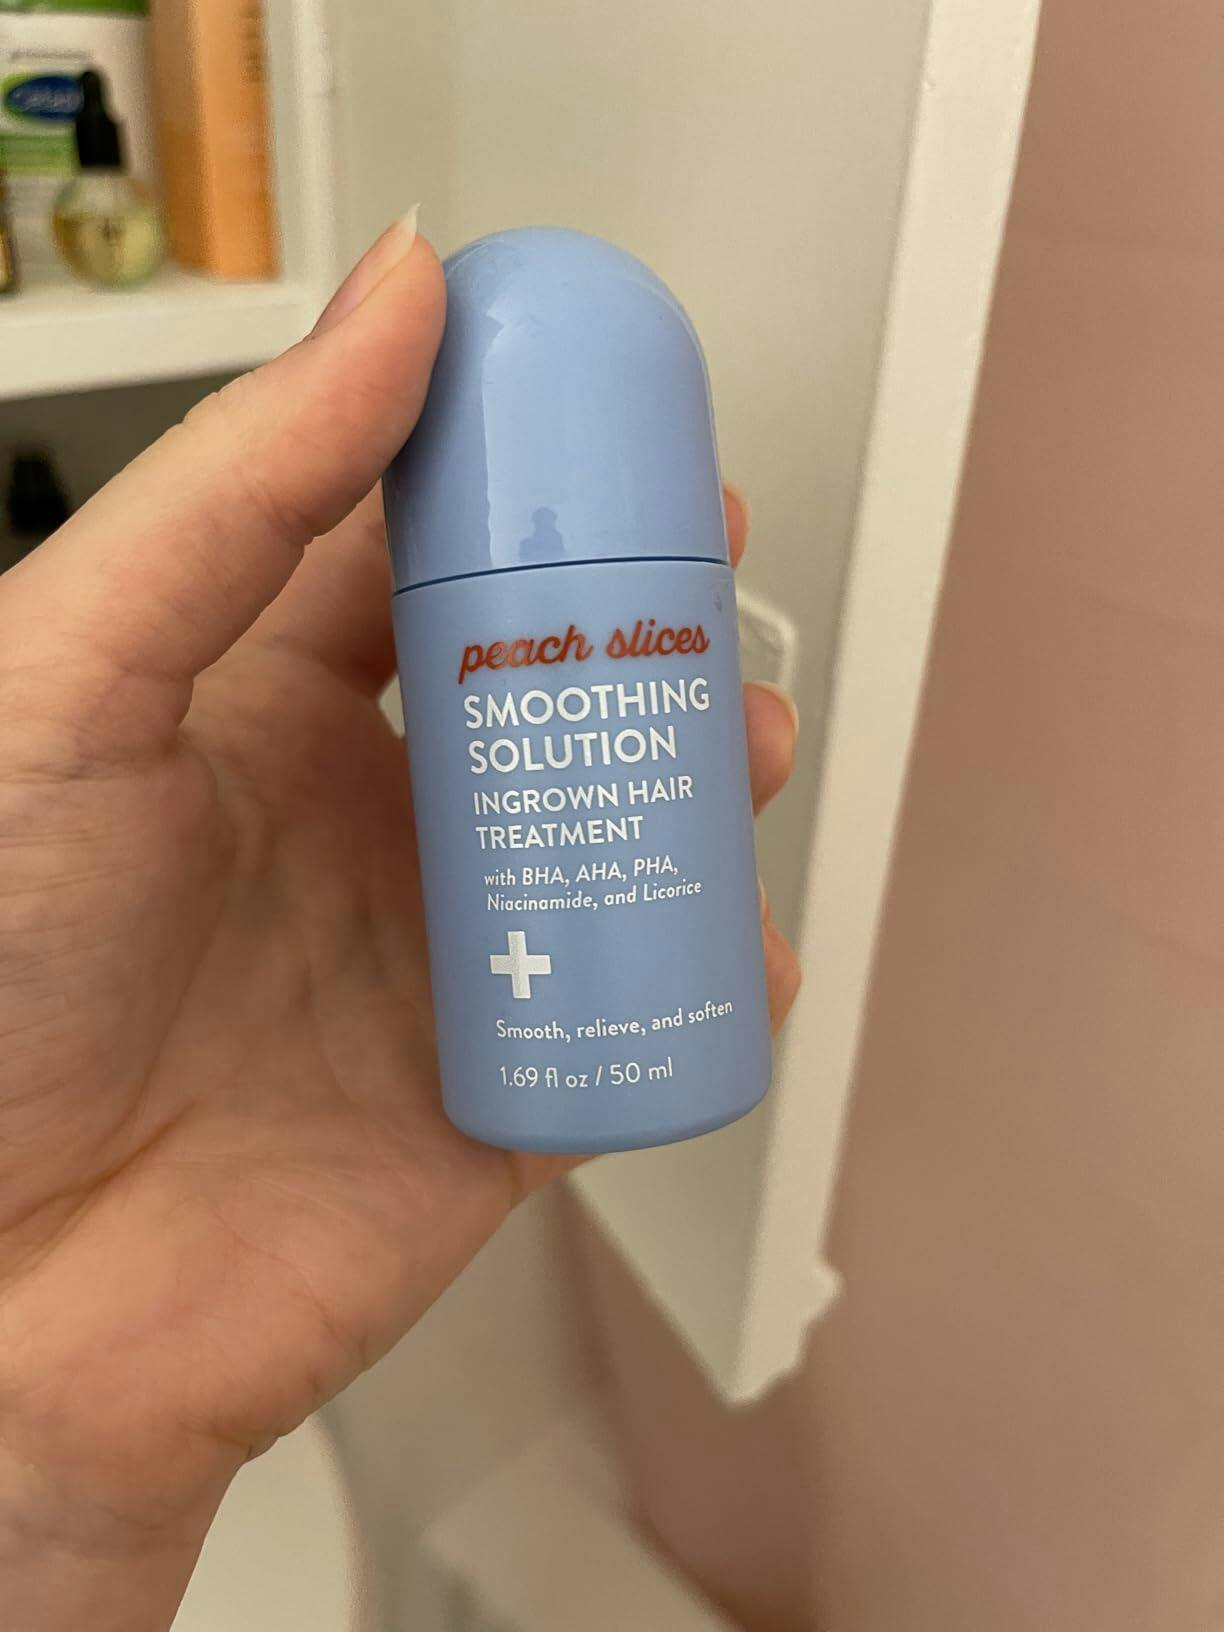 peach slices
SMOOTHING
SOLUTION
INGROWN HAIR
TREATMENT
with BHA, AHA, PHA,
Niacinamide, and Licorice
Smooth, relieve, and soften
1.69 fl oz / 50 ml